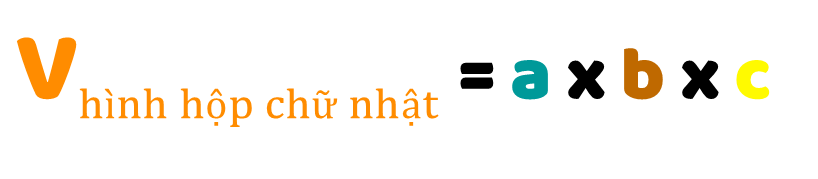 V hình hộp chữ nhật = a x b x c